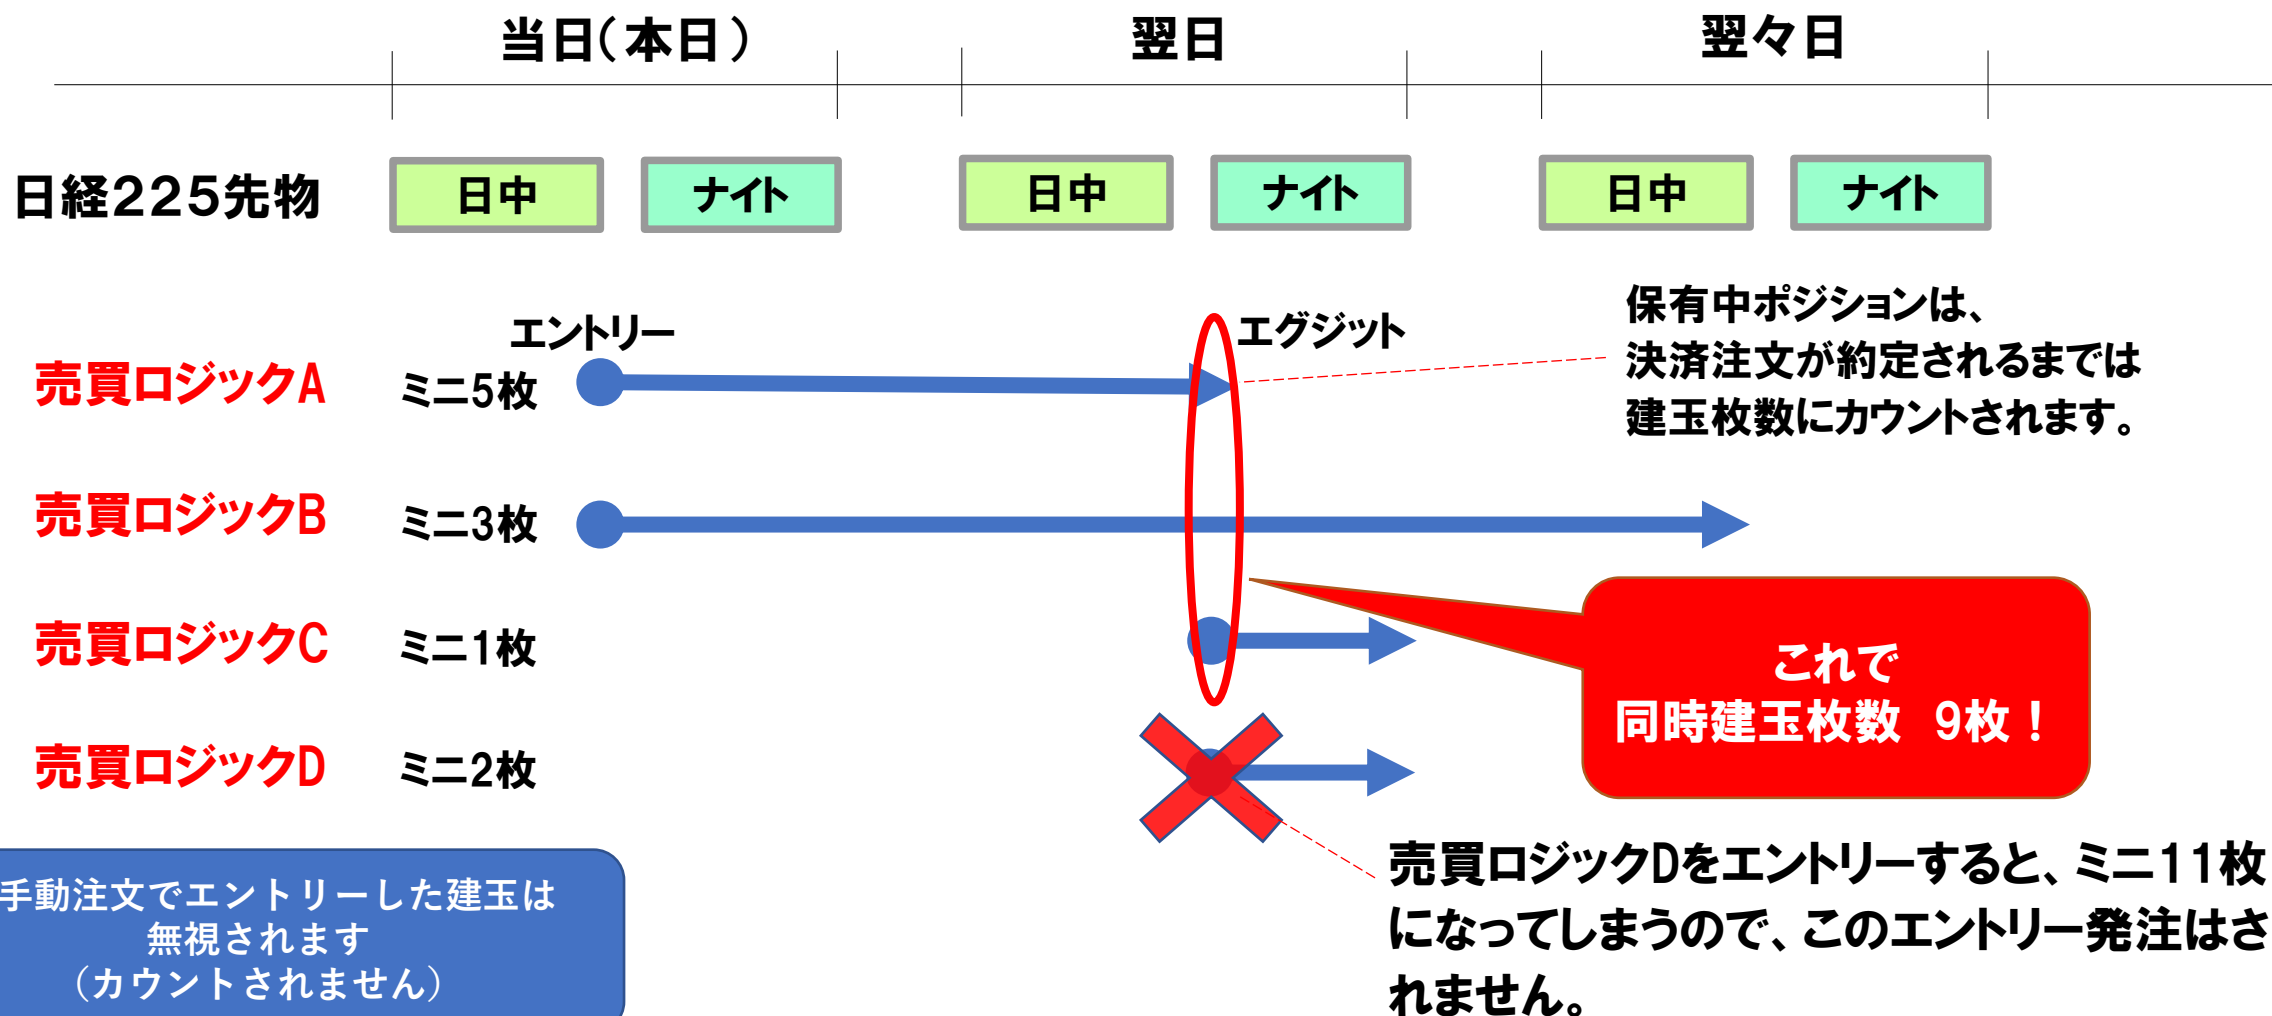 当日（本日）
翌日
翌々日
日経２２５先物
日中
ナイト
日中
ナイト
日中
ナイト
エントリー
エグジット
保有中ポジションは、
決済注文が約定されるまでは
建玉枚数にカウントされます。
売買ロジックA
ミニ5枚
売買ロジックB
ミニ3枚
売買ロジックC
ミニ1枚
これで
同時建玉枚数　9枚！
売買ロジックD
ミニ2枚
売買ロジックDをエントリーすると、ミニ11枚
になってしまうので、このエントリー発注はさ
れません。
手動注文でエントリーした建玉は
無視されます
（カウントされません）